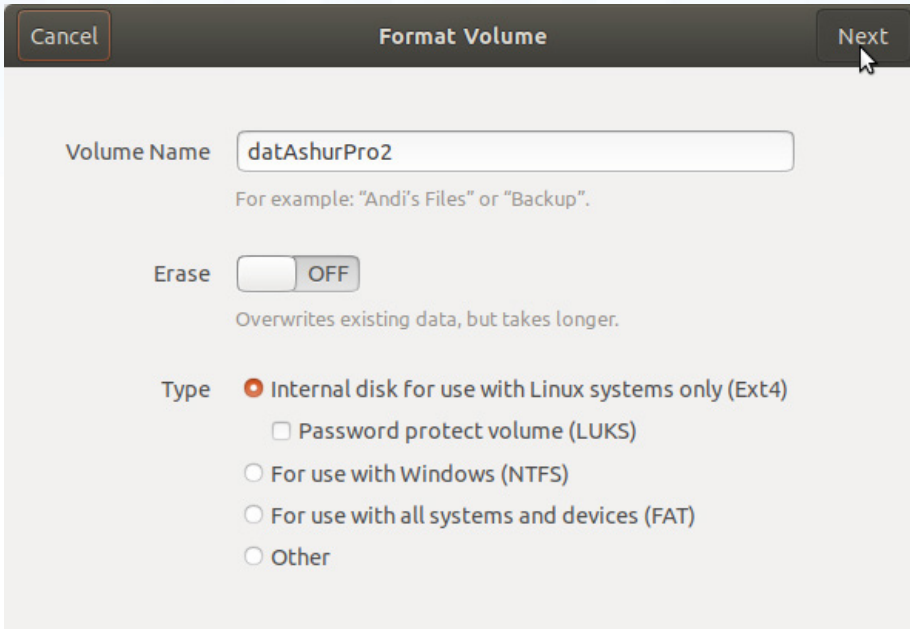 Cancel Format Volume Next
Volume Name datAshurPro2
For example: “Andi’s Files” or “Backup”.
Erase OFF
Overwrites existing data, but takes longer.
Type Internal disk for use with Linux systems only (Ext4)
Password protect volume (LUKS)
For use with Windows (NTFS)
For use with all systems and devices (FAT)
Other